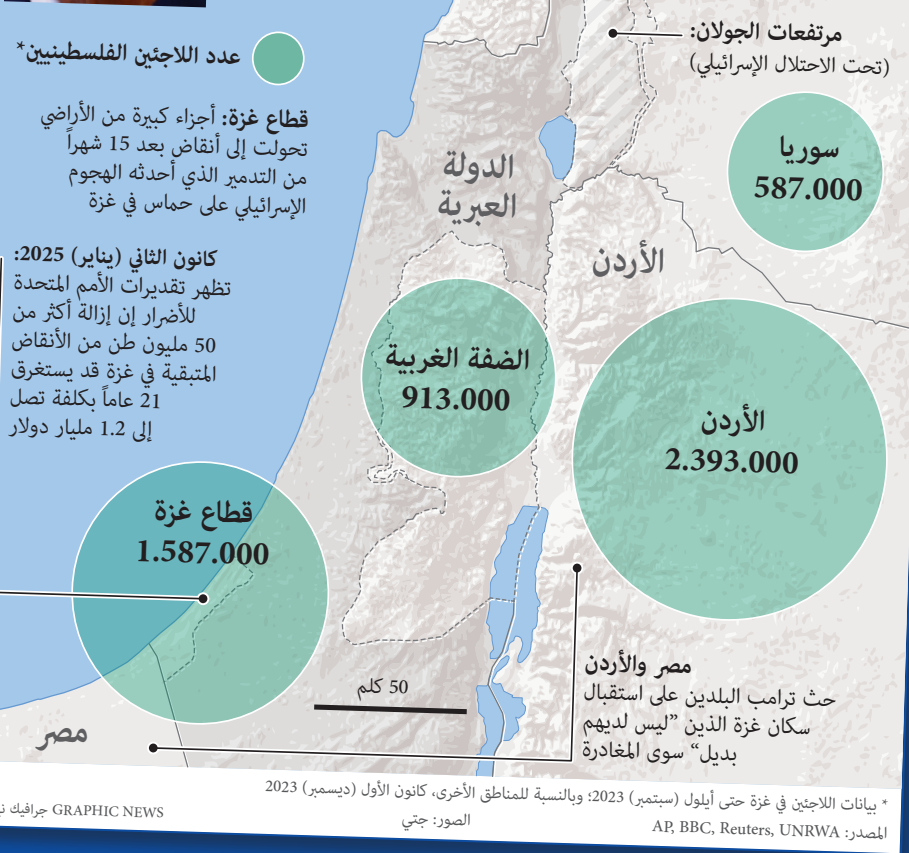 عدد اللاجئين الفلسطينيين*
قطاع غزة: أجزاء كبيرة من الأراضي
تحولت إلى أنقاض بعد 15 شهراً
من التدمير الذي أحدثه الهجوم
الإسرائيلي على حماس في غزة
كانون الثاني (يناير) 2025:
تظهر تقديرات الأمم المتحدة
للأضرار إن إزالة أكثر من
50 مليون طن من الأنقاض
المتبقية في غزة قد يستغرق
21 عاماً بكلفة تصل
إلى 1.2 مليار دولار
مرتفعات الجولان:
(تحت الاحتلال الإسرائيلي)
سوريا
587.000
الدولة
العبرية
الأردن
الضفة الغربية
913.000
الأردن
2.393.000
قطاع غزة
1.587.000
50 كلم
مصر
مصر والأردن
حث ترامب البلدين على استقبال
سكان غزة الذين ”ليس لديهم
بديل“ سوى المغادرة
* بيانات اللاجئين في غزة حتى أيلول (سبتمبر) 2023؛ وبالنسبة للمناطق الأخرى، كانون الأول (ديسمبر) 2023
المصدر: AP, BBC, Reuters, UNRWA
الصور: جتي
GRAPHIC NEWS جرافيك